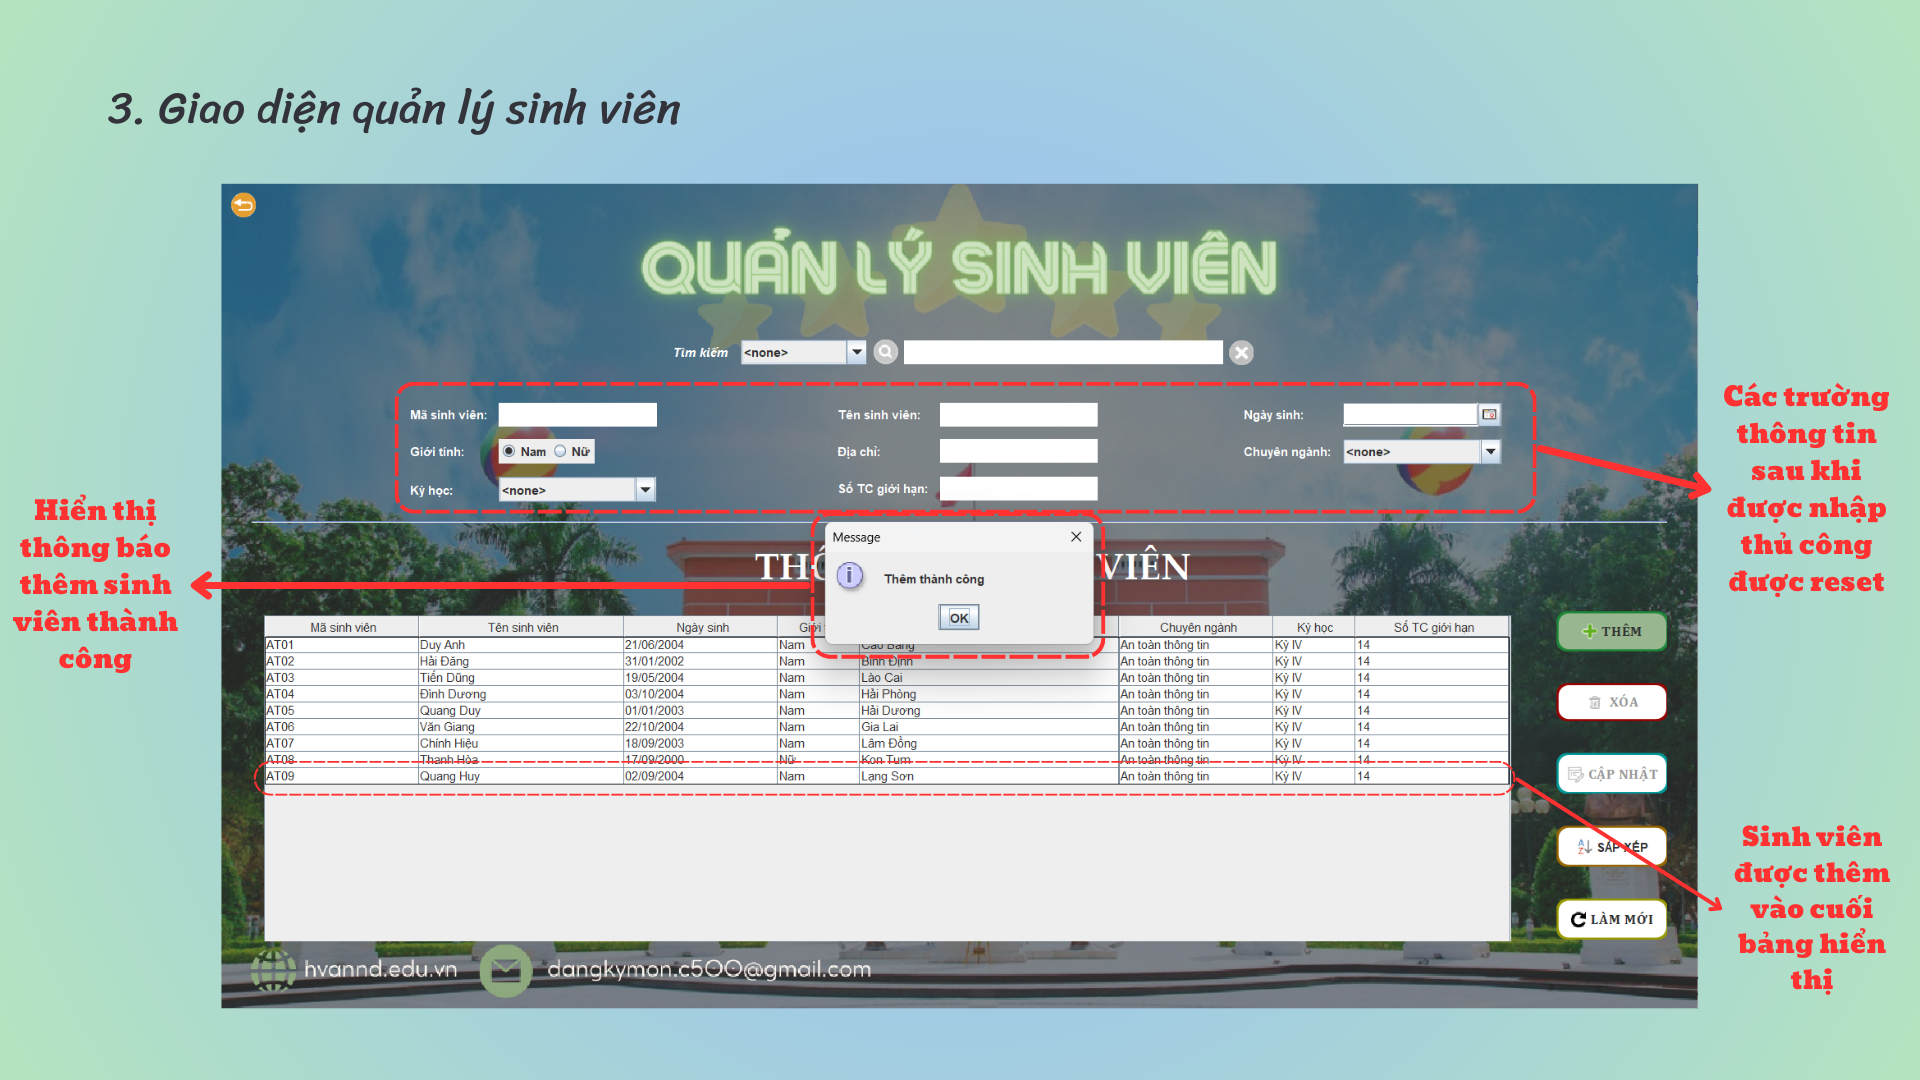 3. Giao diện quản lý sinh viên
QUẢN LÝ SINH VIÊN
Tìm kiếm <none>
Mã sinh viên: Tên sinh viên: Ngày sinh:
Giới tính: Nam Nữ Địa chỉ: Chuyên ngành: <none>
Kỳ học: <none> Số TC giới hạn:
Các trường
thông tin
sau khi
được nhập
thủ công
được reset
Hiển thị
thông báo
thêm sinh
viên thành
công
Message
Thêm thành công
OK
VIÊN
Mã sinh viên Tên sinh viên Ngày sinh Chuyên ngành Kỳ học Số TC giới hạn
AT01 Duy Anh 21/06/2004 Nam Cao Bằng An toàn thông tin Kỳ IV 14
AT02 Hải Đăng 31/01/2002 Nam Bình Định An toàn thông tin Kỳ IV 14
AT03 Tiến Dũng 19/05/2004 Nam Lào Cai An toàn thông tin Kỳ IV 14
AT04 Đình Dương 03/10/2004 Nam Hải Phòng An toàn thông tin Kỳ IV 14
AT05 Quang Duy 01/01/2003 Nam Hải Dương An toàn thông tin Kỳ IV 14
AT06 Văn Giang 22/10/2004 Nam Gia Lai An toàn thông tin Kỳ IV 14
AT07 Chính Hiệu 18/09/2003 Nam Lâm Đồng An toàn thông tin Kỳ IV 14
AT08 Thanh Hòa 17/09/2000 Nữ Kon Tum An toàn thông tin Kỳ IV 14
AT09 Quang Huy 02/09/2004 Nam Lạng Sơn An toàn thông tin Kỳ IV 14
THÊM
XÓA
CẬP NHẬT
SẮP XẾP
LÀM MỚI
Sinh viên
được thêm
vào cuối
bảng hiển
thị
hvannd.edu.vn dangkymon.c500@gmail.com